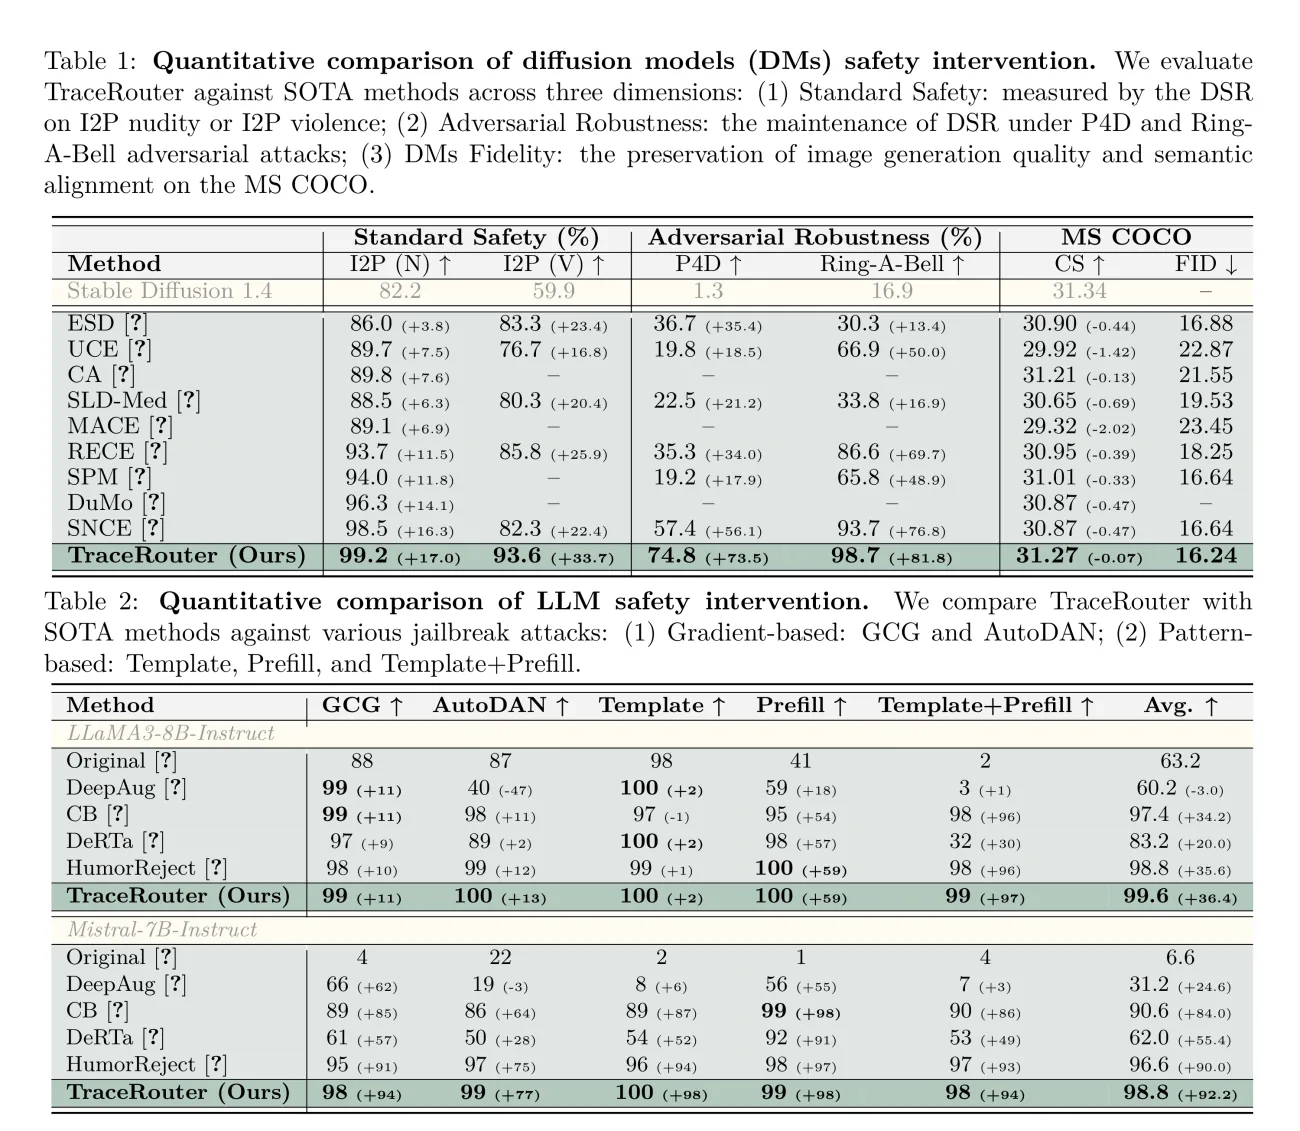 Table 1: Quantitative comparison of diffusion models (DMs) safety intervention. We evaluate
TraceRouter against SOTA methods across three dimensions: (1) Standard Safety: measured by the DSR
on I2P nudity or I2P violence; (2) Adversarial Robustness: the maintenance of DSR under P4D and Ring-
A-Bell adversarial attacks; (3) DMs Fidelity: the preservation of image generation quality and semantic
alignment on the MS COCO.
Standard Safety (%) Adversarial Robustness (%) MS COCO
Method I2P (N) ↑ I2P (V) ↑ P4D ↑ Ring-A-Bell ↑ CS ↑ FID ↓
Stable Diffusion 1.4 82.2 59.9 1.3 16.9 31.34 –
ESD [?] 86.0 (+3.8) 83.3 (+23.4) 36.7 (+35.4) 30.3 (+13.4) 30.90 (-0.44) 16.88
UCE [?] 89.7 (+7.5) 76.7 (+16.8) 19.8 (+18.5) 66.9 (+50.0) 29.92 (-1.42) 22.87
CA [?] 89.8 (+7.6) – – – 31.21 (-0.13) 21.55
SLD-Med [?] 88.5 (+6.3) 80.3 (+20.4) 22.5 (+21.2) 33.8 (+16.9) 30.65 (-0.69) 19.53
MACE [?] 89.1 (+6.9) – – – 29.32 (-2.02) 23.45
RECE [?] 93.7 (+11.5) 85.8 (+25.9) 35.3 (+34.0) 86.6 (+69.7) 30.95 (-0.39) 18.25
SPM [?] 94.0 (+11.8) – 19.2 (+17.9) 65.8 (+48.9) 31.01 (-0.33) 16.64
DuMo [?] 96.3 (+14.1) – – – 30.87 (-0.47) –
SNCE [?] 98.5 (+16.3) 82.3 (+22.4) 57.4 (+56.1) 93.7 (+76.8) 30.87 (-0.47) 16.64
TraceRouter (Ours) 99.2 (+17.0) 93.6 (+33.7) 74.8 (+73.5) 98.7 (+81.8) 31.27 (-0.07) 16.24
Table 2: Quantitative comparison of LLM safety intervention. We compare TraceRouter with
SOTA methods against various jailbreak attacks: (1) Gradient-based: GCG and AutoDAN; (2) Pattern-
based: Template, Prefill, and Template+Prefill.
Method GCG ↑ AutoDAN ↑ Template ↑ Prefill ↑ Template+Prefill ↑ Avg. ↑
LLaMA3-8B-Instruct
Original [?] 88 87 98 41 2 63.2
DeepAug [?] 99 (+11) 40 (-47) 100 (+2) 59 (+18) 3 (+1) 60.2 (-3.0)
CB [?] 99 (+11) 98 (+11) 97 (-1) 95 (+54) 98 (+96) 97.4 (+34.2)
DeRTa [?] 97 (+9) 89 (+2) 100 (+2) 98 (+57) 32 (+30) 83.2 (+20.0)
HumorReject [?] 98 (+10) 99 (+12) 99 (+1) 100 (+59) 98 (+96) 98.8 (+35.6)
TraceRouter (Ours) 99 (+11) 100 (+13) 100 (+2) 100 (+59) 99 (+97) 99.6 (+36.4)
Mistral-7B-Instruct
Original [?] 4 22 2 1 4 6.6
DeepAug [?] 66 (+62) 19 (-3) 8 (+6) 56 (+55) 7 (+3) 31.2 (+24.6)
CB [?] 89 (+85) 86 (+64) 89 (+87) 99 (+98) 90 (+86) 90.6 (+84.0)
DeRTa [?] 61 (+57) 50 (+28) 54 (+52) 92 (+91) 53 (+49) 62.0 (+55.4)
HumorReject [?] 95 (+91) 97 (+75) 96 (+94) 98 (+97) 97 (+93) 96.6 (+90.0)
TraceRouter (Ours) 98 (+94) 99 (+77) 100 (+98) 99 (+98) 98 (+94) 98.8 (+92.2)